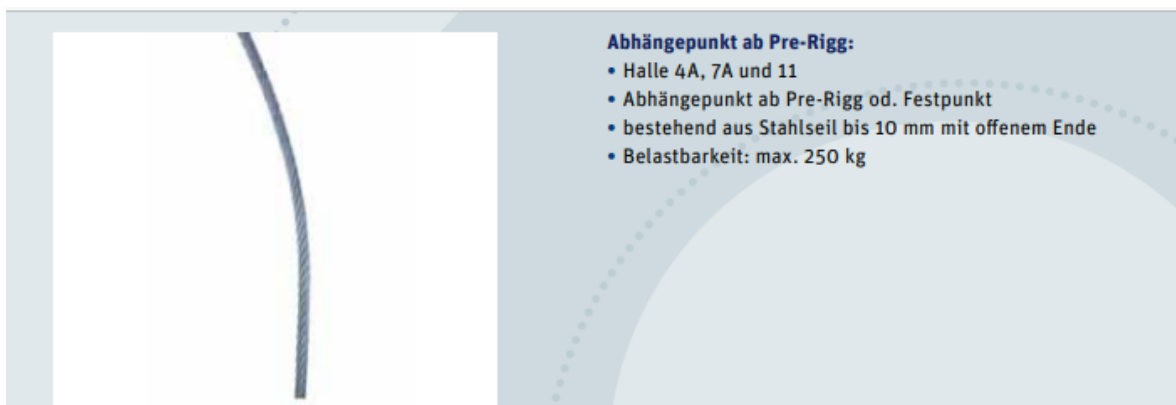 Abhängepunkt ab Pre-Rigg:
• Halle 4A, 7A und 11
• Abhängepunkt ab Pre-Rigg od. Festpunkt
• bestehend aus Stahlseil bis 10 mm mit offenem Ende
• Belastbarkeit: max. 250 kg